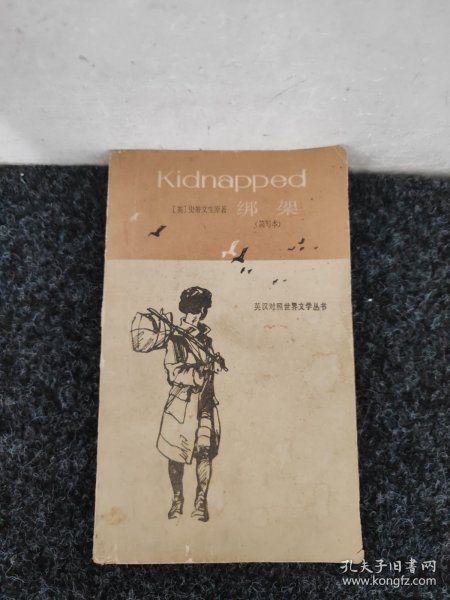 Kidnapped
[英]史蒂文生原著 绑架
(简写本)
英汉对照世界文学丛书
孔夫子旧书网
www.kongfz.com